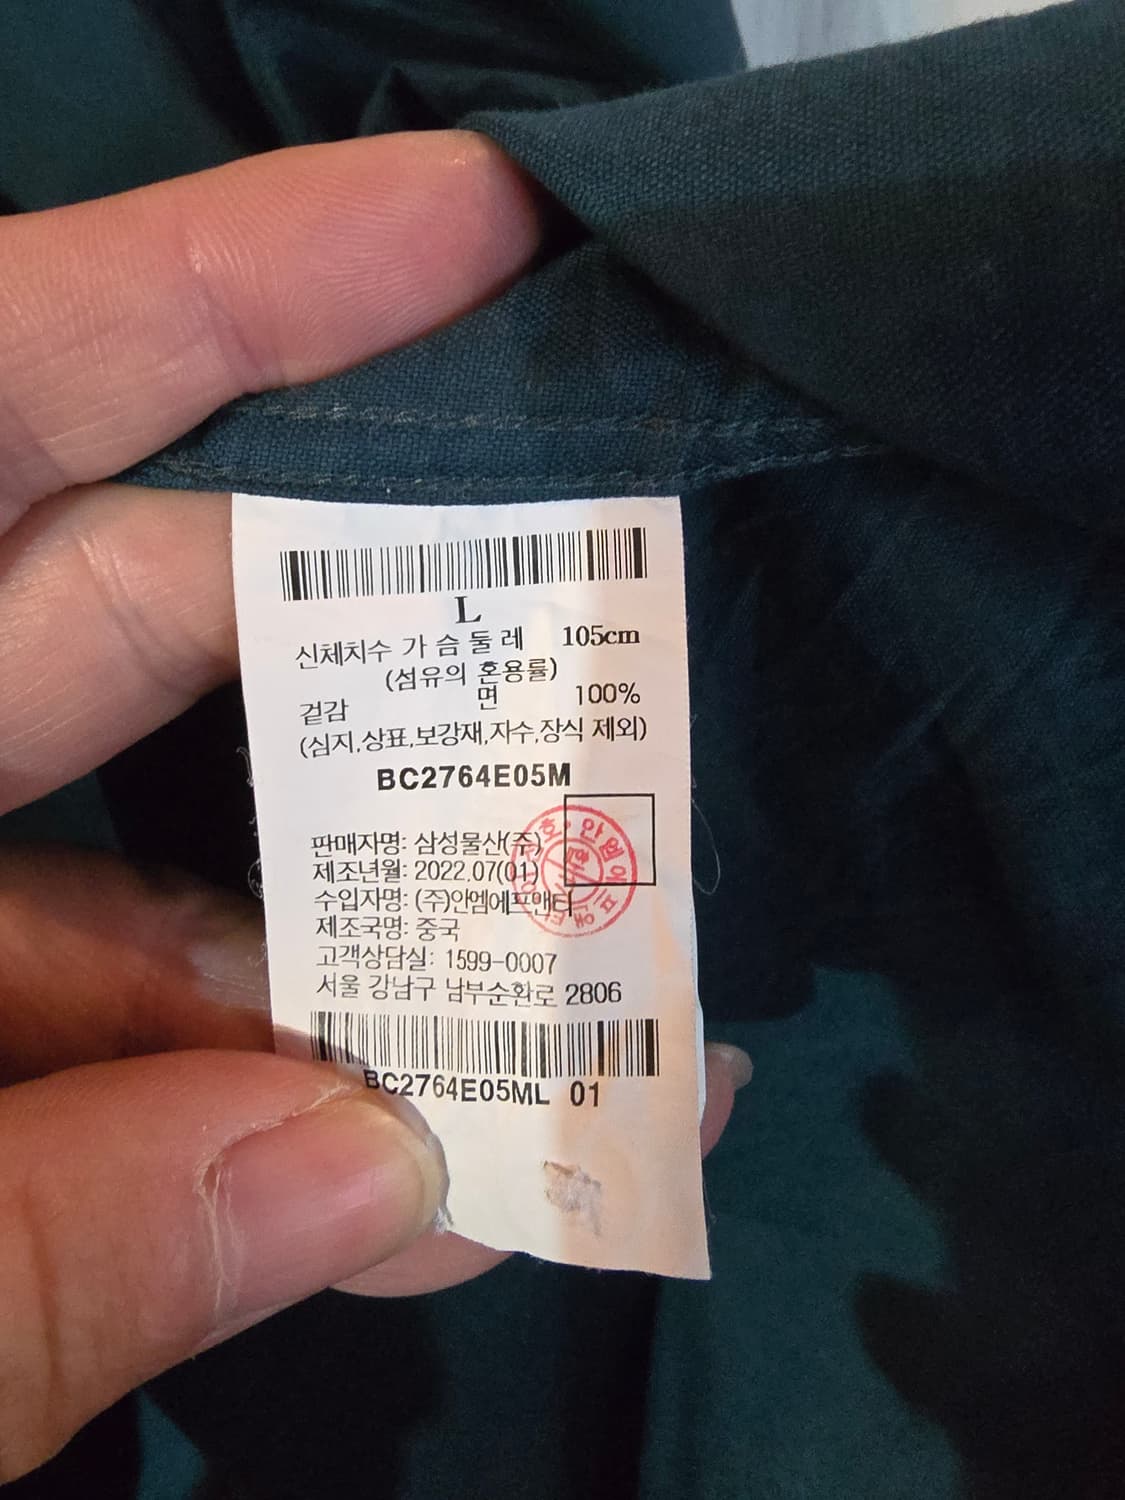 L
신체치수 가슴둘레 105cm
(섬유의 혼용률)
겉감 면 100%
(심지,상표,보강재,자수,장식 제외)
BC2764E05M
판매자명: 삼성물산(주)
제조년월: 2022.07(01)
수입자명: (주)안엠에프앤티
제조국명: 중국
고객상담실: 1599-0007
서울 강남구 남부순환로 2806
BC2764E05ML 01